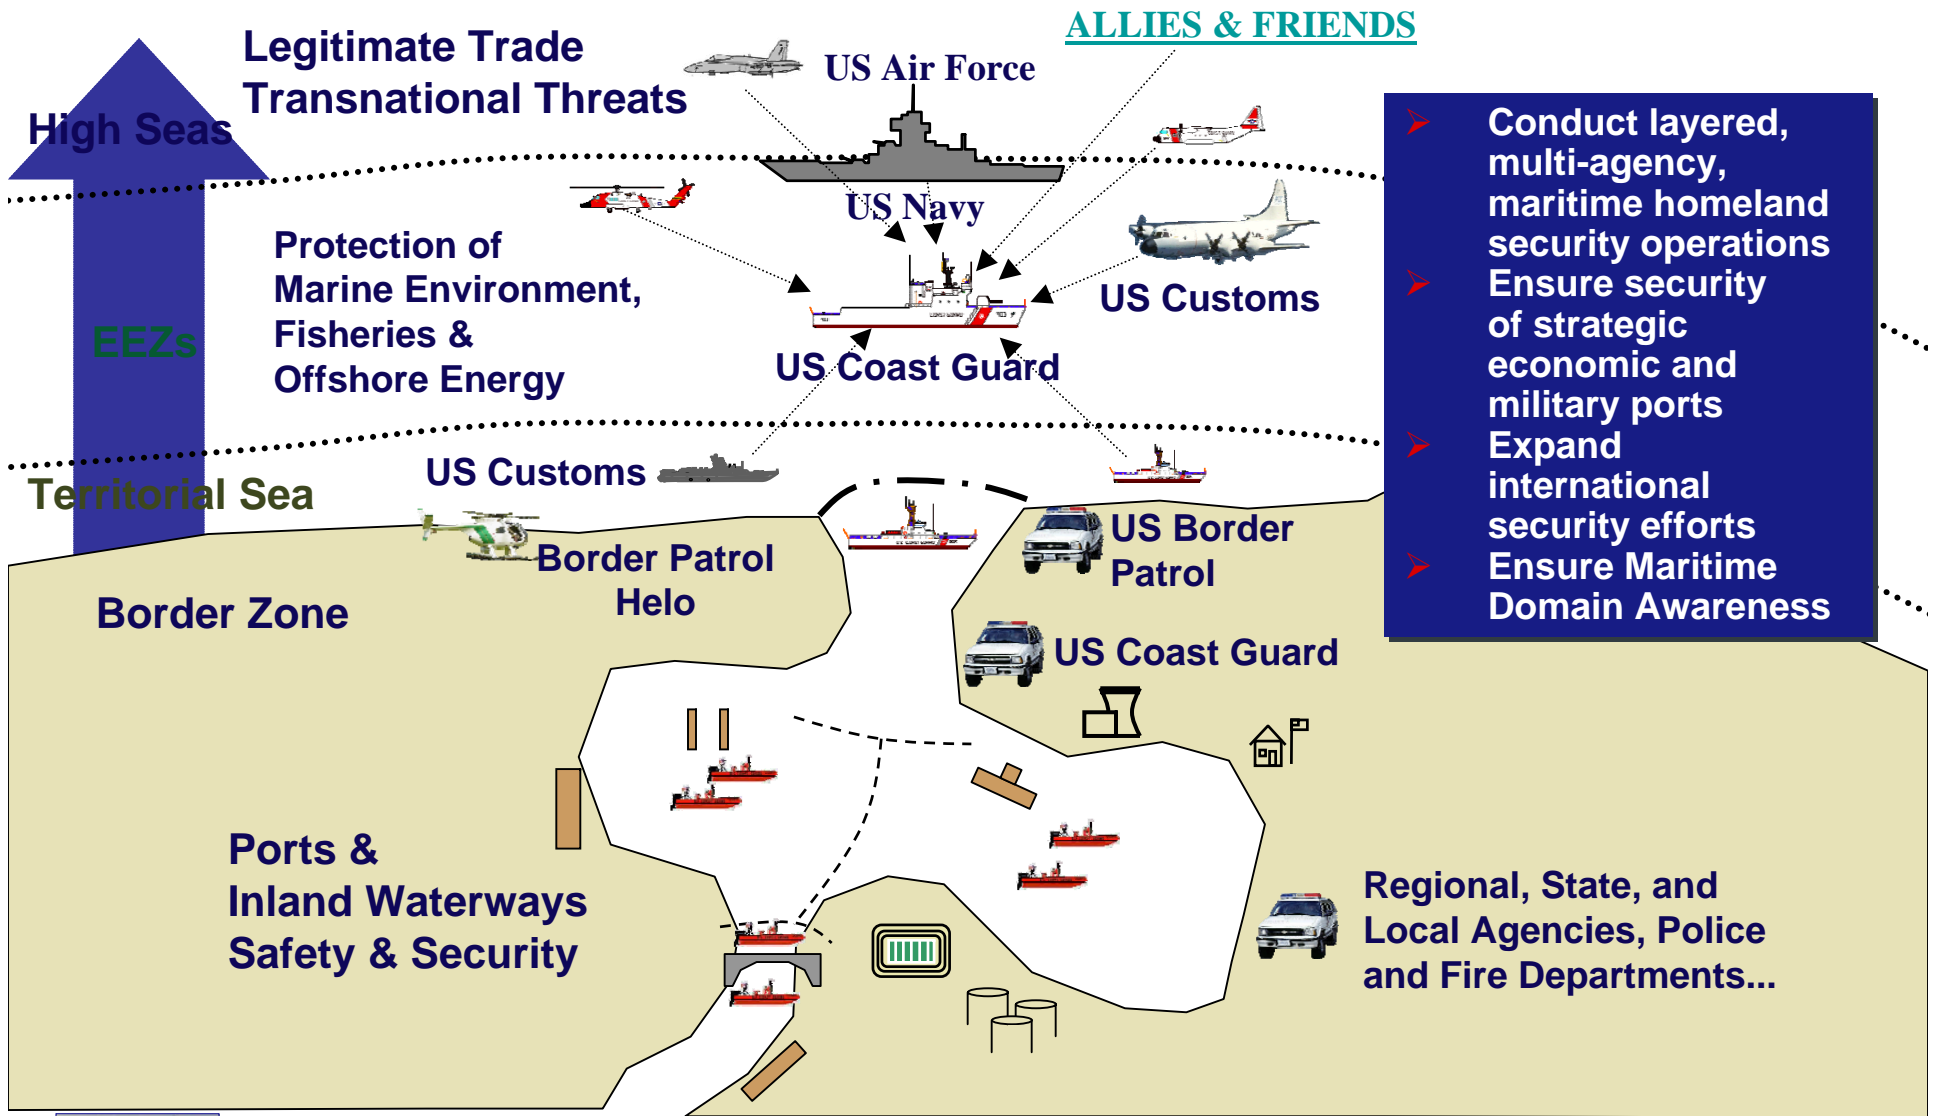 ALLIES & FRIENDS
Legitimate Trade
Transnational Threats
US Air Force
High Seas
US Navy
Protection of
Marine Environment,
Fisheries &
Offshore Energy
EEZs
US Customs
US Coast Guard
US Customs
Territorial Sea
Border Patrol
Helo
US Border
Patrol
Border Zone
US Coast Guard
Ports &
Inland Waterways
Safety & Security
Regional, State, and
Local Agencies, Police
and Fire Departments...
Conduct layered,
multi-agency,
maritime homeland
security operations
Ensure security
of strategic
economic and
military ports
Expand
international
security efforts
Ensure Maritime
Domain Awareness